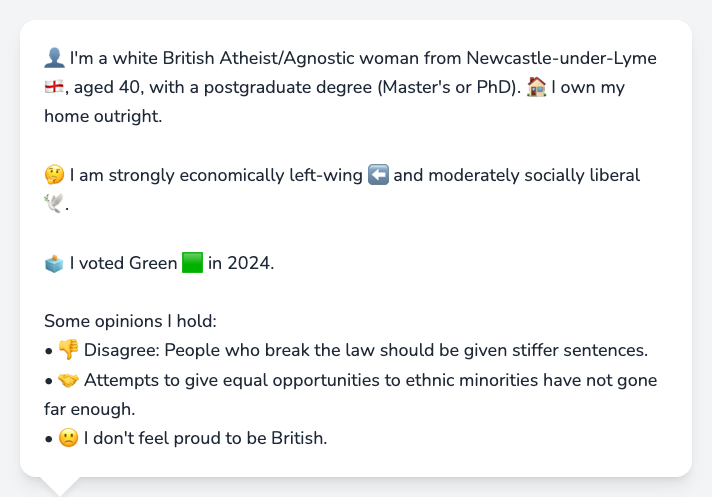 👤 I'm a white British Atheist/Agnostic woman from Newcastle-under-Lyme
🏴󠁧󠁢󠁥󠁮󠁧󠁿, aged 40, with a postgraduate degree (Master's or PhD). 🏠 I own my
home outright.
🤔 I am strongly economically left-wing ⬅️ and moderately socially liberal
🕊️.
🗳️ I voted Green 🟩 in 2024.
Some opinions I hold:
• 👎 Disagree: People who break the law should be given stiffer sentences.
• 🤝 Attempts to give equal opportunities to ethnic minorities have not gone
far enough.
• 🙁 I don't feel proud to be British.